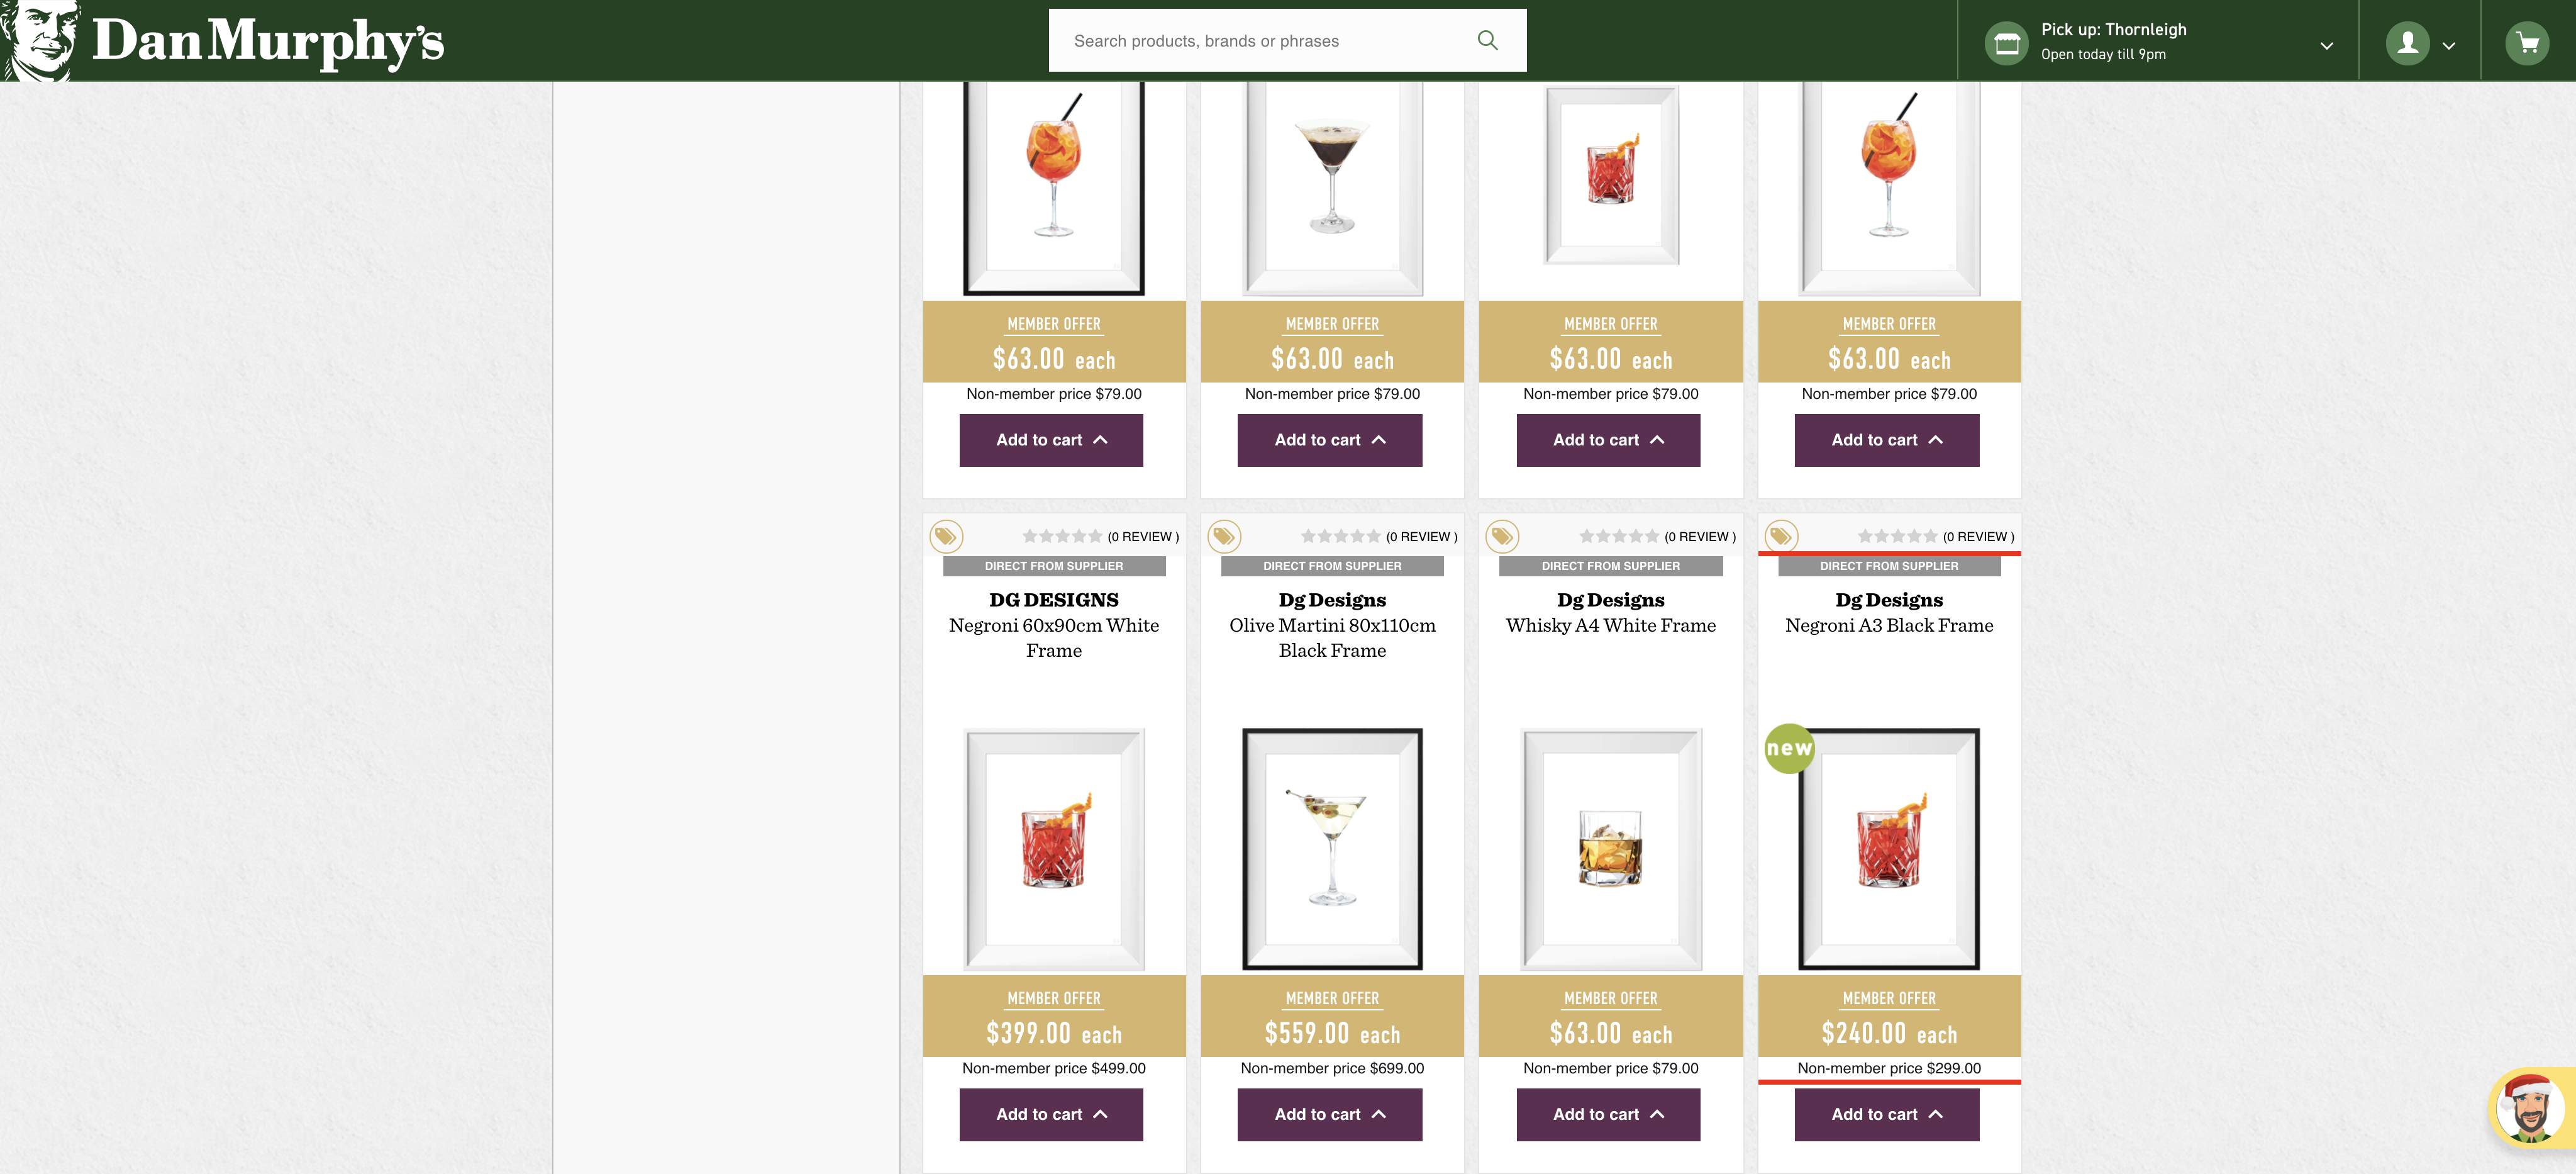 Dan Murphy's
Search products, brands or phrases
Pick up: Thornleigh
Open today till 9pm
MEMBER OFFER
$63.00 each
Non-member price $79.00
Add to cart
MEMBER OFFER
$63.00 each
Non-member price $79.00
Add to cart
MEMBER OFFER
$63.00 each
Non-member price $79.00
Add to cart
MEMBER OFFER
$63.00 each
Non-member price $79.00
Add to cart
(0 REVIEW )
DIRECT FROM SUPPLIER
DG DESIGNS
Negroni 60x90cm White
Frame
MEMBER OFFER
$399.00 each
Non-member price $499.00
Add to cart
(0 REVIEW )
DIRECT FROM SUPPLIER
Dg Designs
Olive Martini 80x110cm
Black Frame
MEMBER OFFER
$559.00 each
Non-member price $699.00
Add to cart
(0 REVIEW )
DIRECT FROM SUPPLIER
Dg Designs
Whisky A4 White Frame
MEMBER OFFER
$63.00 each
Non-member price $79.00
Add to cart
(0 REVIEW )
DIRECT FROM SUPPLIER
Dg Designs
Negroni A3 Black Frame
new
MEMBER OFFER
$240.00 each
Non-member price $299.00
Add to cart